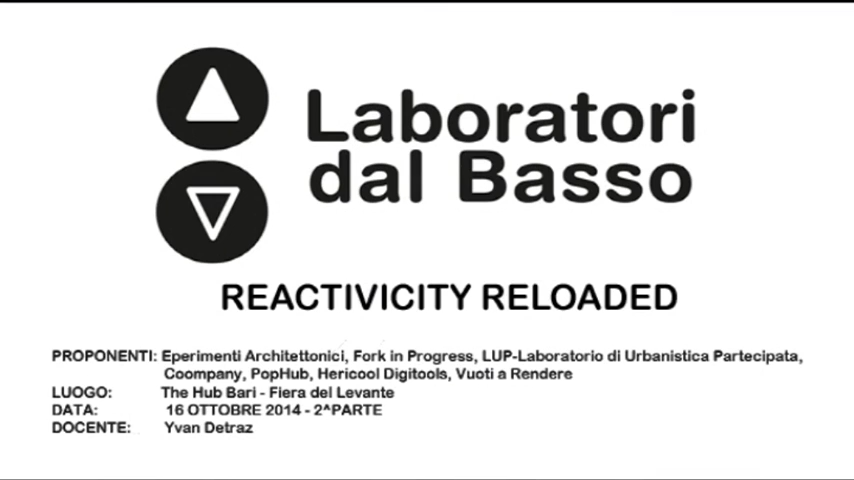 Laboratori
dal Basso
REACTIVICITY RELOADED
PROPONENTI: Eperimenti Architettonici, Fork in Progress, LUP-Laboratorio di Urbanistica Partecipata,
Coompany, PopHub, Hericool Digitools, Vuoti a Rendere
LUOGO: The Hub Bari - Fiera del Levante
DATA: 16 OTTOBRE 2014 - 2^PARTE
DOCENTE: Yvan Detraz